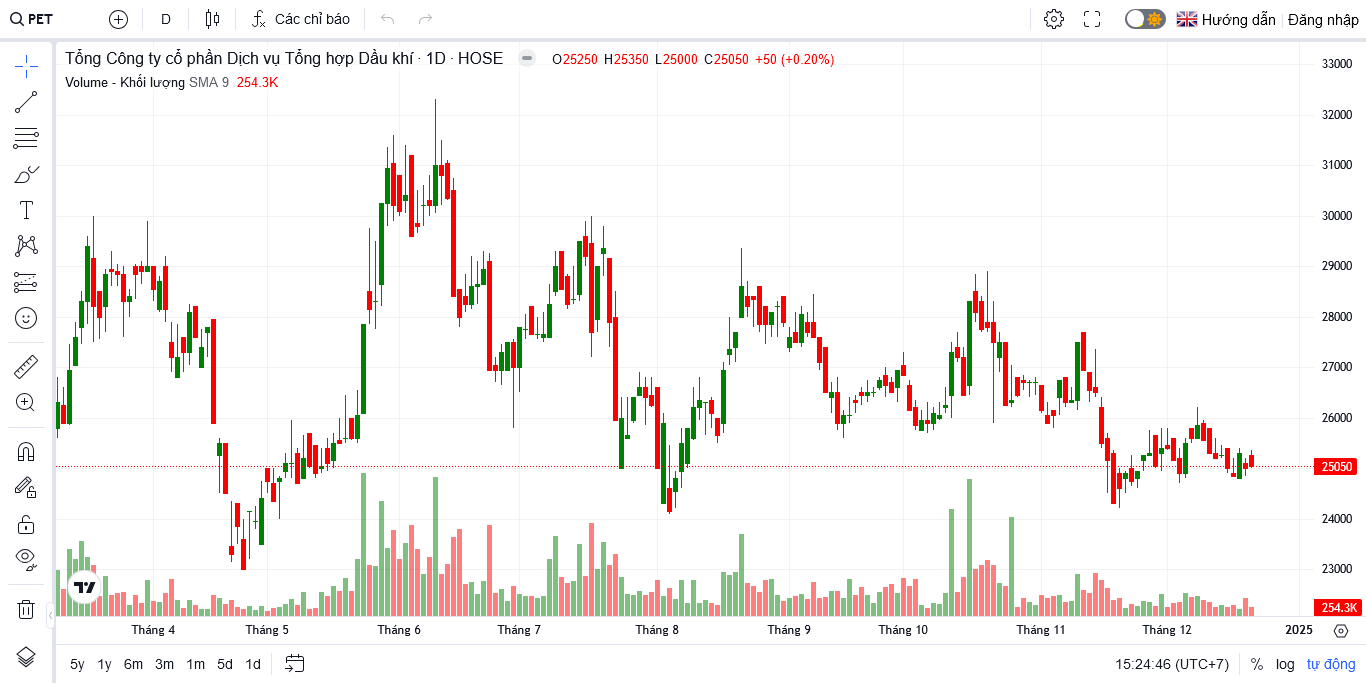 PET D Các chỉ báo Hướng dẫn Đăng nhập
Tổng Công ty cổ phần Dịch vụ Tổng hợp Dầu khí · 1D · HOSE O25250 H25350 L25000 C25050 +50 (+0.20%)
Volume - Khối lượng SMA 9 254.3K
33000
32000
31000
30000
29000
28000
27000
26000
25050
24000
23000
254.3K
Tháng 4 Tháng 5 Tháng 6 Tháng 7 Tháng 8 Tháng 9 Tháng 10 Tháng 11 Tháng 12 2025
5y 1y 6m 3m 1m 5d 1d 15:24:46 (UTC+7) % log tự động